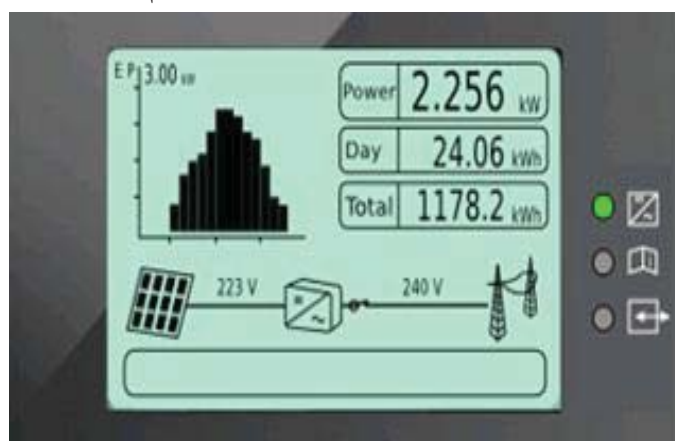 E P 3.00 kW
Power 2.256 kW
Day 24.06 kWh
Total 1178.2 kWh
223 V
240 V